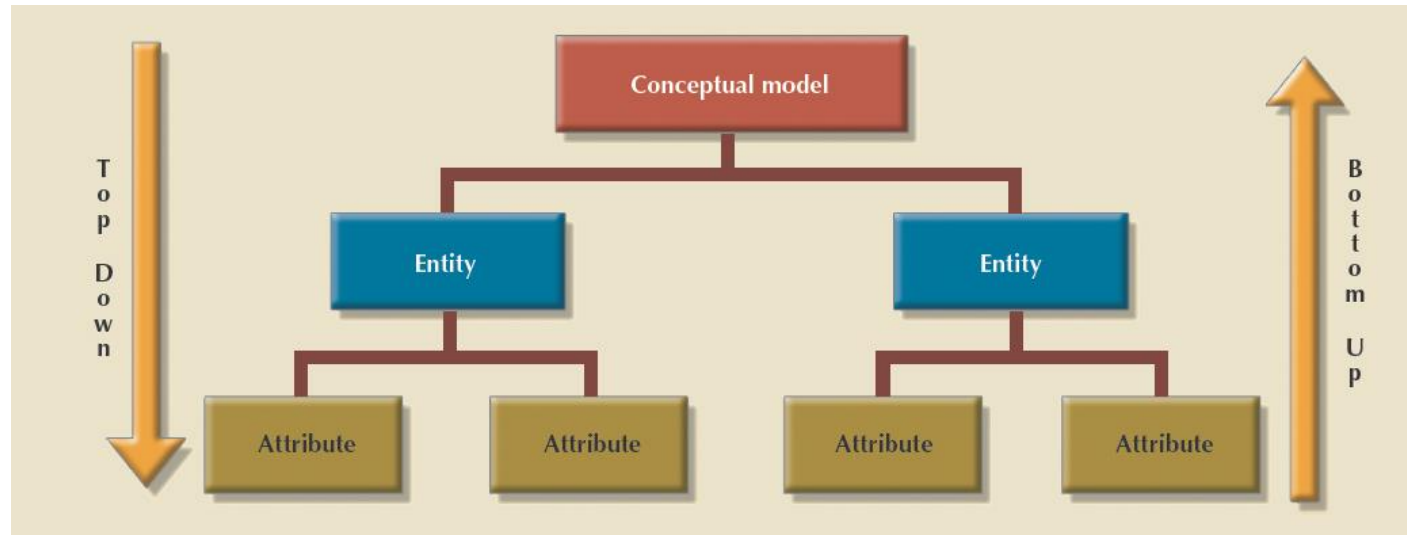 Conceptual model
Top Down
Bottom Up
Entity
Entity
Attribute
Attribute
Attribute
Attribute